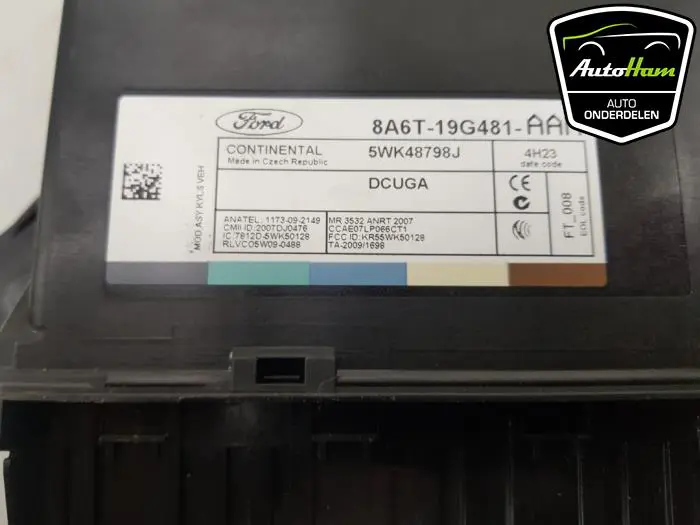 AutoHam
AUTO
ONDERDELEN
Ford
8A6T-19G481-
CONTINENTAL
Made in Czech Republic
5WK48798J
4H23
date code
DCUGA
MOD,ASY KYLS VEH
ANATEL: 1173-09-2149
CMII ID:2007DJ0476
IC:7812D-5WK50128
RLVCO5W09-0488
MR 3532 ANRT 2007
CCAE07LP066CT1
FCC ID:KR55WK50128
TA-2009/1698
CE
FT_008
EOL code